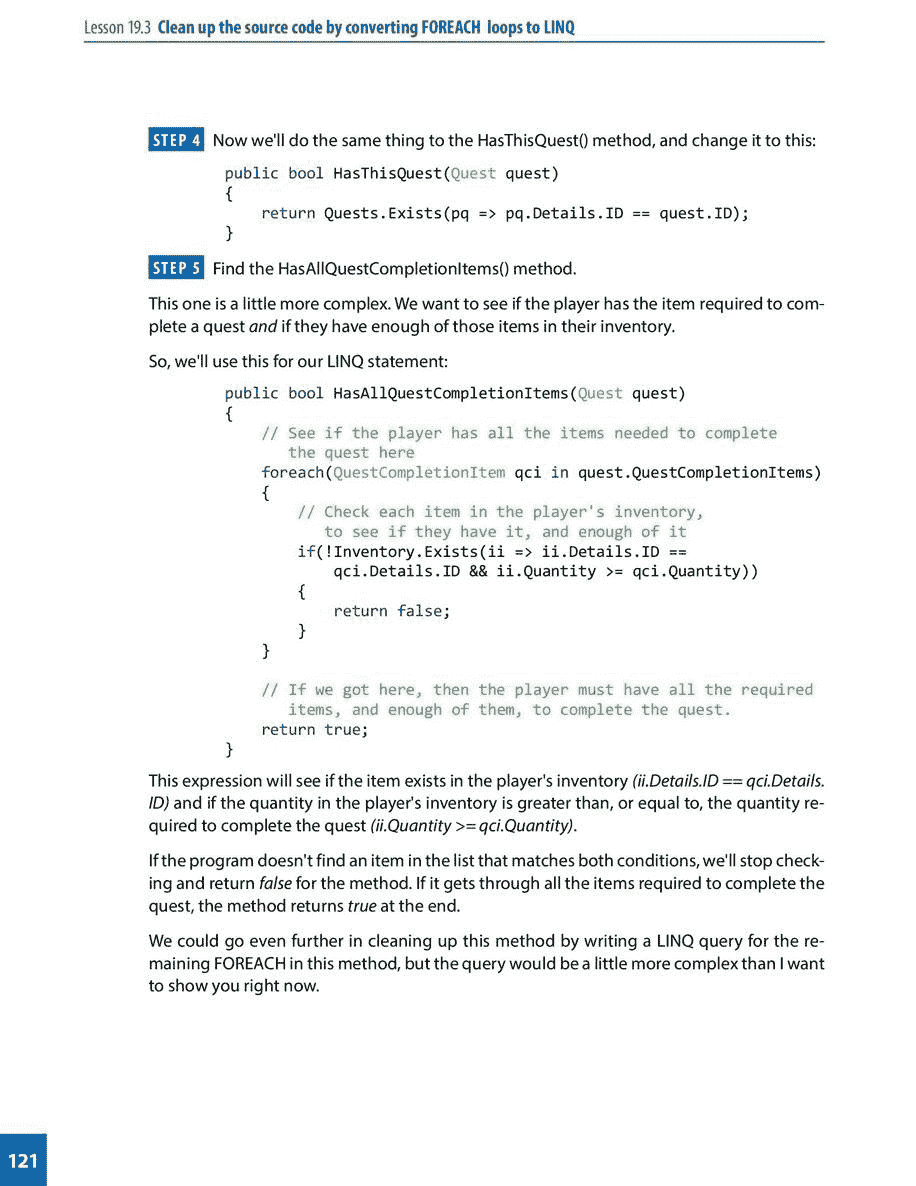 Lesson 19.3 Clean up the source code by converting FOREACH loops to LINQ
STEP 4 Now we'll do the same thing to the HasThisQuest() method, and change it to this:
public bool HasThisQuest(Quest quest)
{
return Quests.Exists(pq => pq.Details.ID == quest.ID);
}
STEP 5 Find the HasAllQuestCompletionItems() method.
This one is a little more complex. We want to see if the player has the item required to com-
plete a quest and if they have enough of those items in their inventory.
So, we'll use this for our LINQ statement:
public bool HasAllQuestCompletionItems(Quest quest)
{
// See if the player has all the items needed to complete
the quest here
foreach(QuestCompletionItem qci in quest.QuestCompletionItems)
{
// Check each item in the player's inventory,
to see if they have it, and enough of it
if(!Inventory.Exists(ii => ii.Details.ID ==
qci.Details.ID && ii.Quantity >= qci.Quantity))
{
return false;
}
}
// If we got here, then the player must have all the required
items, and enough of them, to complete the quest.
return true;
}
This expression will see if the item exists in the player's inventory (ii.Details.ID == qci.Details.
ID) and if the quantity in the player's inventory is greater than, or equal to, the quantity re-
quired to complete the quest (ii.Quantity >= qci.Quantity).
If the program doesn't find an item in the list that matches both conditions, we'll stop check-
ing and return false for the method. If it gets through all the items required to complete the
quest, the method returns true at the end.
We could go even further in cleaning up this method by writing a LINQ query for the re-
maining FOREACH in this method, but the query would be a little more complex than I want
to show you right now.
121